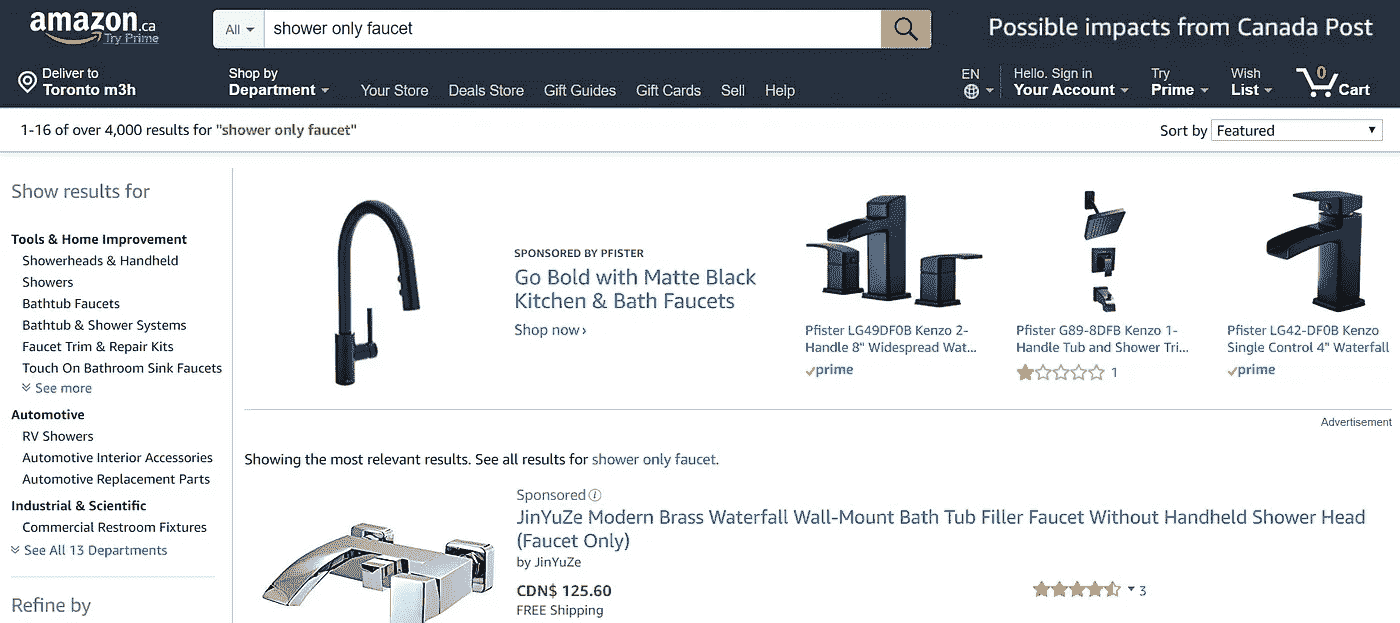 amazon.ca
Try Prime
All
shower only faucet
Possible impacts from Canada Post
Deliver to
Toronto m3h
Shop by
Department
Your Store
Deals Store
Gift Guides
Gift Cards
Sell
Help
EN
Hello. Sign in
Your Account
Try
Prime
Wish
List
0
Cart
1-16 of over 4,000 results for "shower only faucet"
Sort by Featured
Show results for
Tools & Home Improvement
Showerheads & Handheld
Showers
Bathtub Faucets
Bathtub & Shower Systems
Faucet Trim & Repair Kits
Touch On Bathroom Sink Faucets
See more
Automotive
RV Showers
Automotive Interior Accessories
Automotive Replacement Parts
Industrial & Scientific
Commercial Restroom Fixtures
See All 13 Departments
Refine by
SPONSORED BY PFISTER
Go Bold with Matte Black
Kitchen & Bath Faucets
Shop now›
Pfister LG49DF0B Kenzo 2-
Handle 8" Widespread Wat...
prime
Pfister G89-8DFB Kenzo 1-
Handle Tub and Shower Tri...
1
Pfister LG42-DF0B Kenzo
Single Control 4" Waterfall
prime
Advertisement
Showing the most relevant results. See all results for shower only faucet.
Sponsored
JinYuZe Modern Brass Waterfall Wall-Mount Bath Tub Filler Faucet Without Handheld Shower Head
(Faucet Only)
by JinYuZe
CDN$ 125.60
FREE Shipping
3